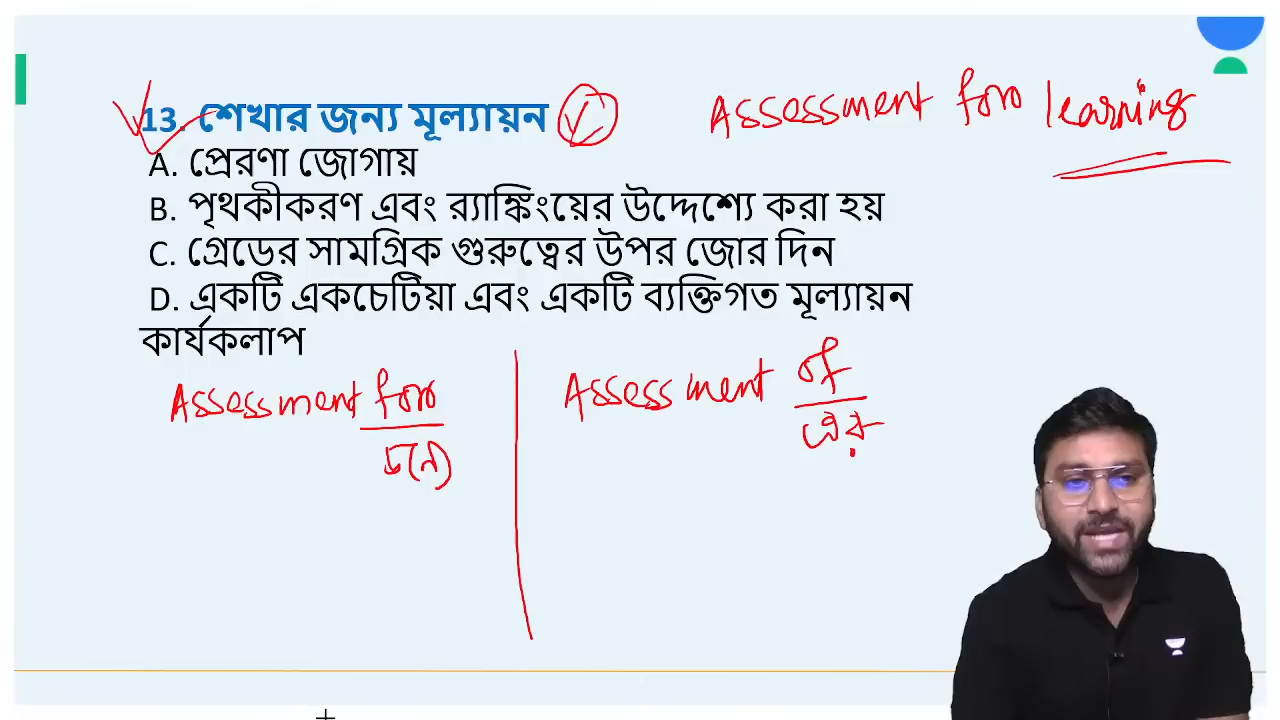 13. শেখার জন্য মূল্যায়ন
Assessment for learning
A. প্রেরণা জোগায়
B. পৃথকীকরণ এবং র‍্যাঙ্কিংয়ের উদ্দেশ্যে করা হয়
C. গ্রেডের সামগ্রিক গুরুত্বের উপর জোর দিন
D. একটি একচেটিয়া এবং একটি ব্যক্তিগত মূল্যায়ন
কার্যকলাপ
Assessment for
Assessment of
এর